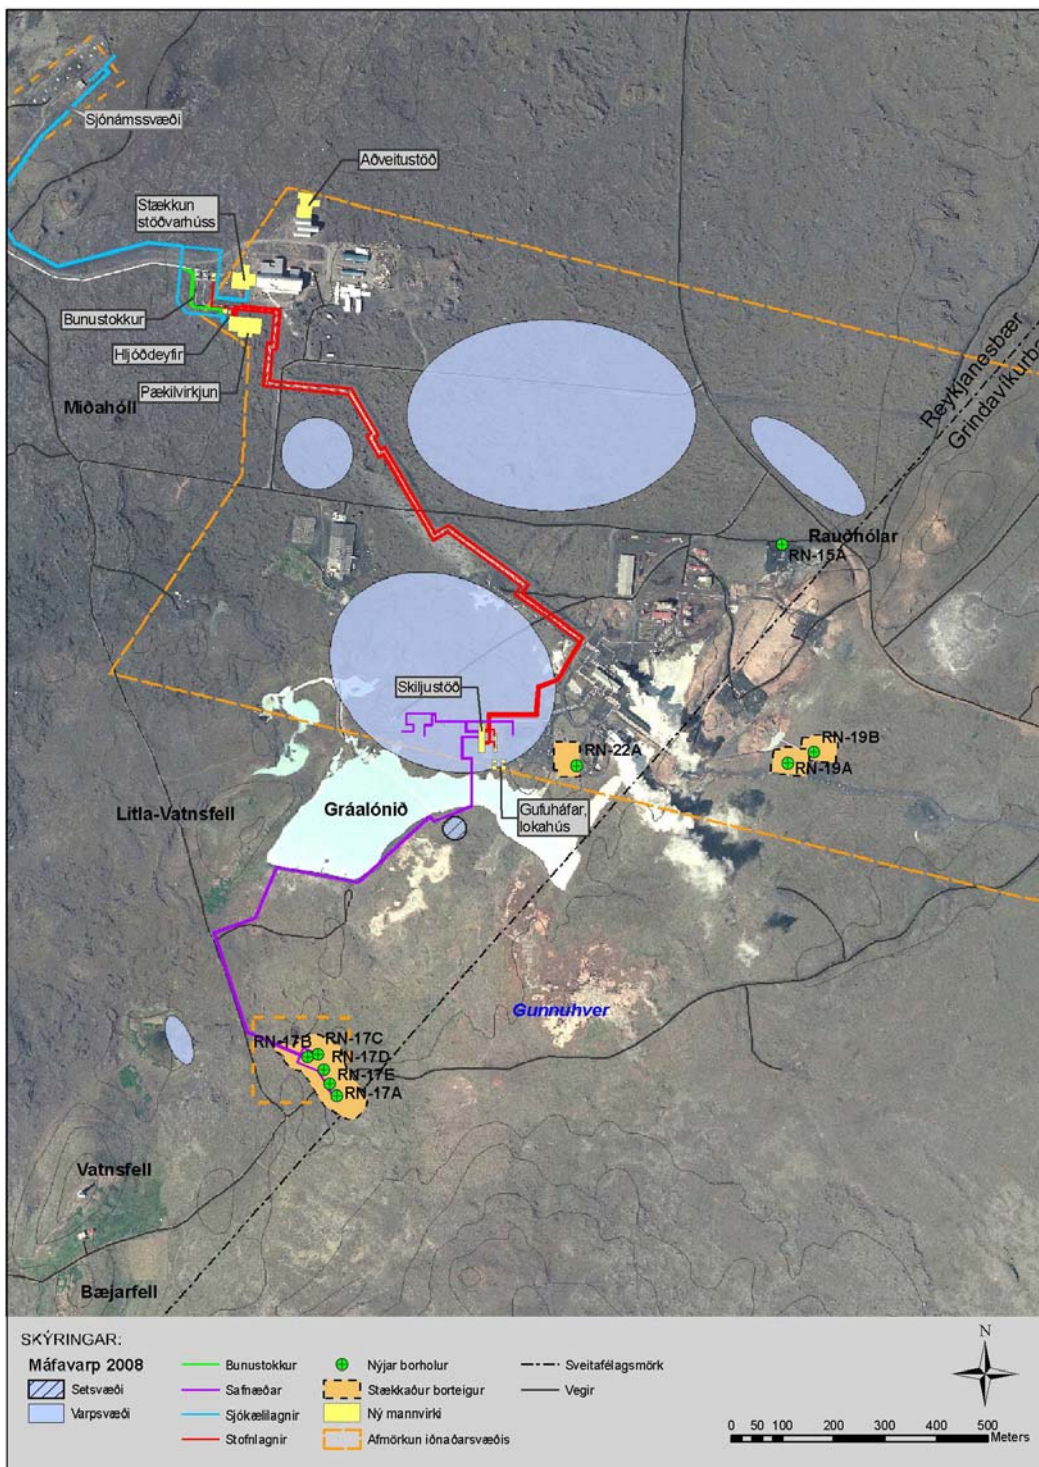 Sjónámssvæði
Aðveitustöð
Stækkun
stöðvarhúss
Bunustokkur
Hljóðdeyfir
Pækilvirkjun
Miðahóll
Reykjanesbær
Grindavíkurbæ
Rauðhólar
RN-15A
Skiljustöð
RN-22A
RN-19B
RN-19A
Gráalónið
Gufuháfar,
lokahús
Litla-Vatnsfell
Gunnuhver
RN-17B
RN-17C
RN-17D
RN-17E
RN-17A
Vatnsfell
Bæjarfell
SKÝRINGAR:
Máfavarp 2008
Setsvæði
Varpsvæði
Bunustokkur
Safnæðar
Sjókælilagnir
Stofnlagnir
Nýjar borholur
Stækkaður borteigur
Ný mannvirki
Afmörkun iðnaðarsvæðis
Sveitafélagsmörk
Vegir
N
0 50 100 200 300 400 500
Meters